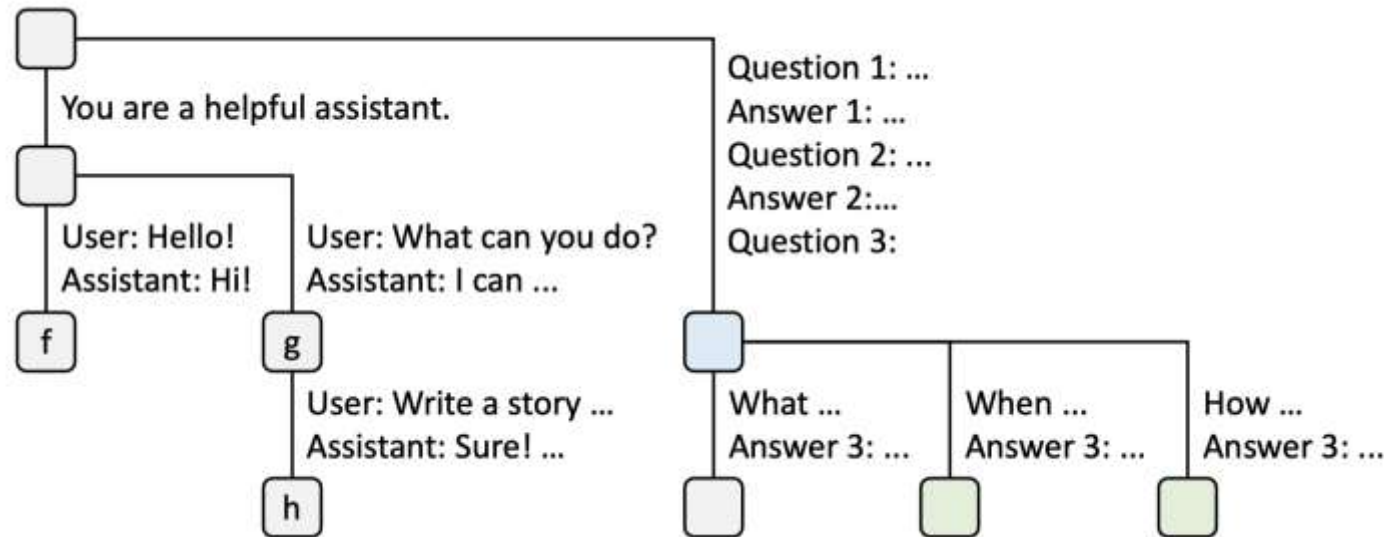 You are a helpful assistant.
Question 1: ...
Answer 1: ...
Question 2: ...
Answer 2:...
Question 3:
User: Hello!
Assistant: Hi!
User: What can you do?
Assistant: I can ...
f
g
User: Write a story ...
Assistant: Sure! ...
What ...
Answer 3: ...
When ...
Answer 3: ...
How ...
Answer 3: ...
h